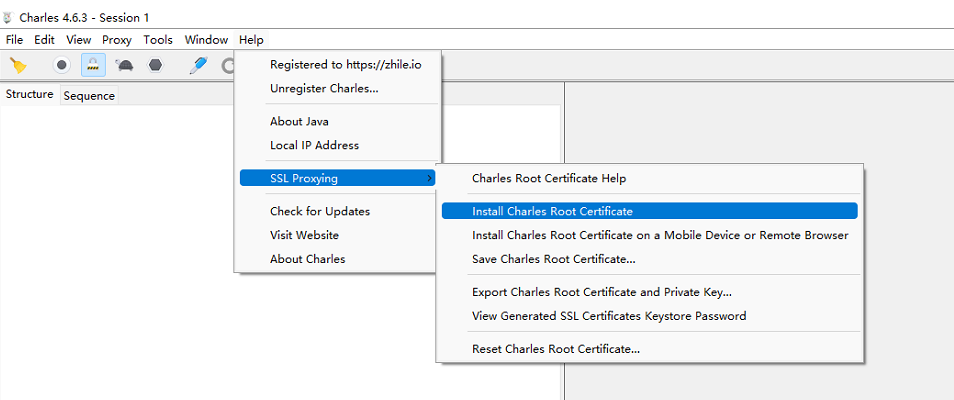 Charles 4.6.3 - Session 1
File Edit View Proxy Tools Window Help
Registered to https://zhile.io
Unregister Charles...
Structure Sequence
About Java
Local IP Address
SSL Proxying
Check for Updates
Visit Website
About Charles
Charles Root Certificate Help
Install Charles Root Certificate
Install Charles Root Certificate on a Mobile Device or Remote Browser
Save Charles Root Certificate...
Export Charles Root Certificate and Private Key...
View Generated SSL Certificates Keystore Password
Reset Charles Root Certificate...